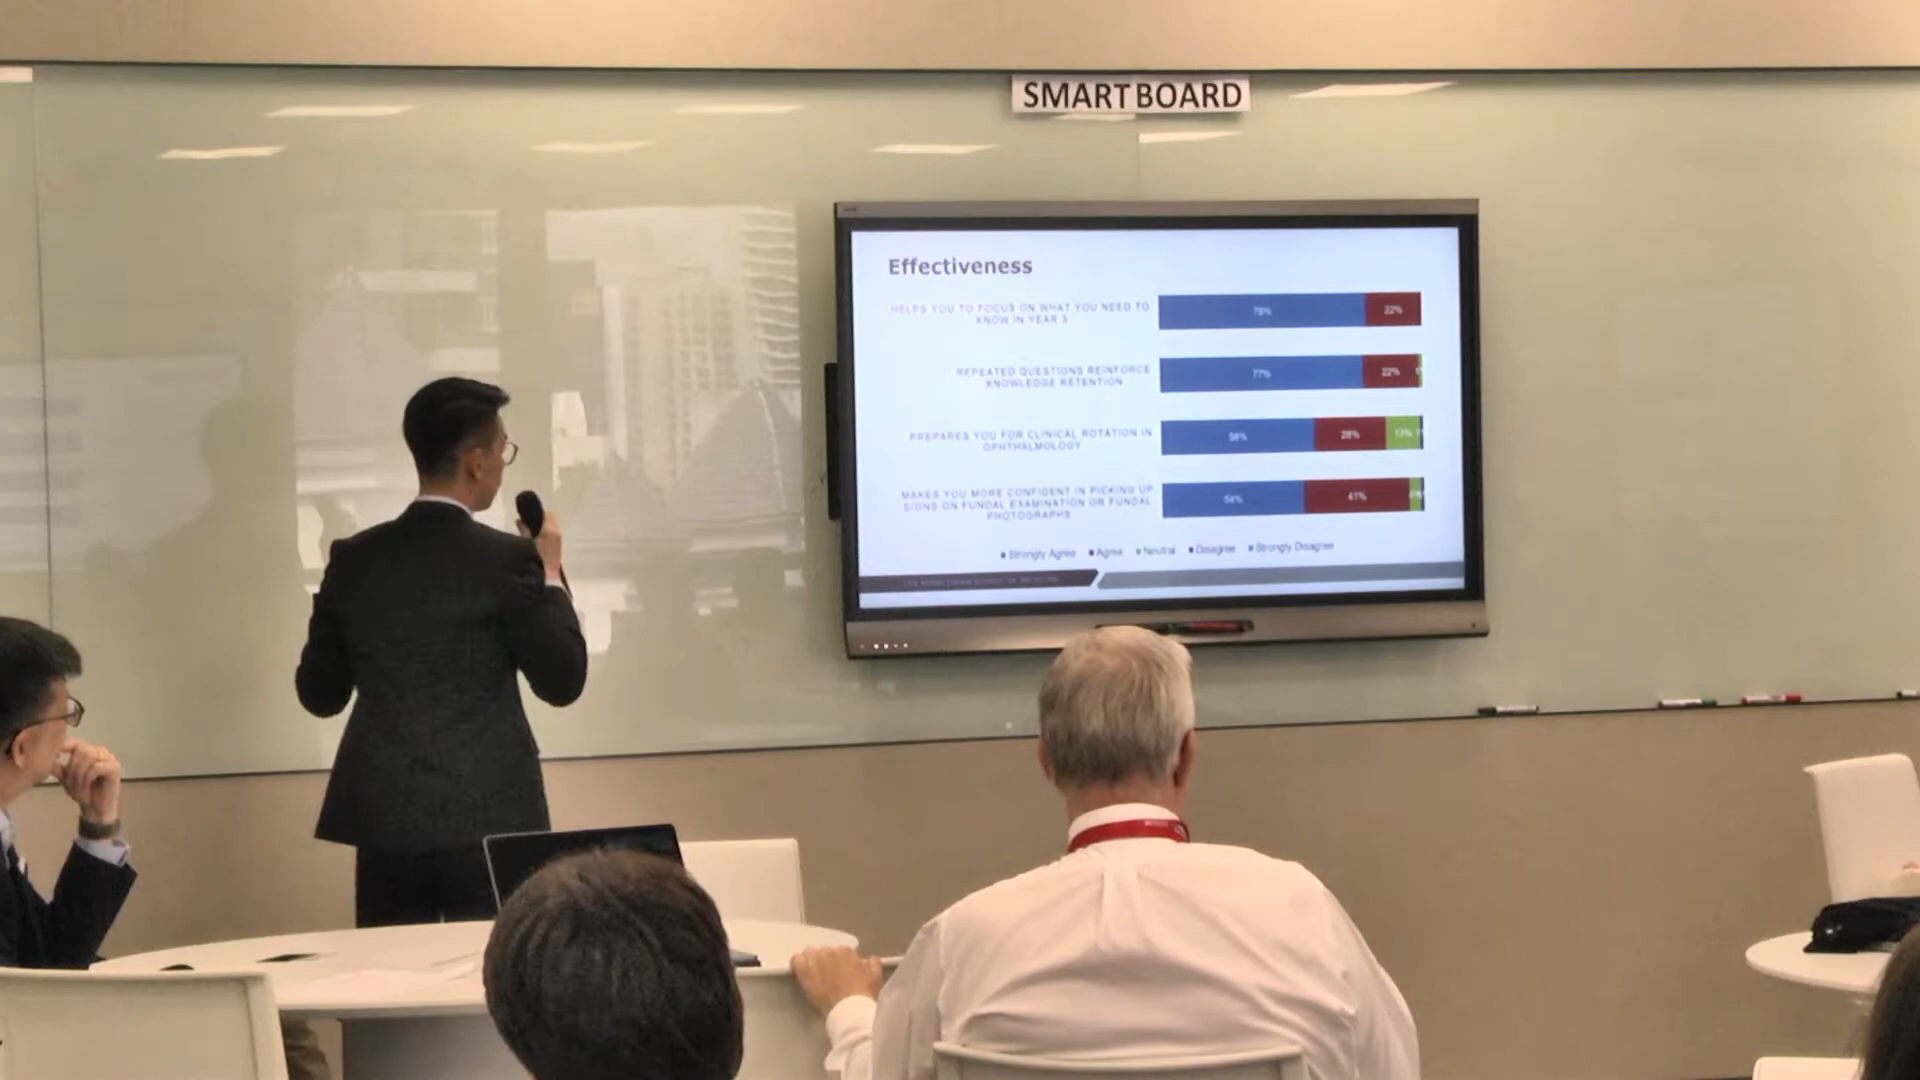 SMARTBOARD
Effectiveness
HELPS YOU TO FOCUS ON WHAT YOU NEED TO
KNOW IN YEAR 3
78% 22%
REPEATED QUESTIONS REINFORCE
KNOWLEDGE RETENTION
77% 22%
PREPARES YOU FOR CLINICAL ROTATION IN
OPHTHALMOLOGY
58% 28% 13%
MAKES YOU MORE CONFIDENT IN PICKING UP
SIGNS ON FUNDAL EXAMINATION OR FUNDAL
PHOTOGRAPHS
54% 41%
Strongly Agree Agree Neutral Disagree Strongly Disagree